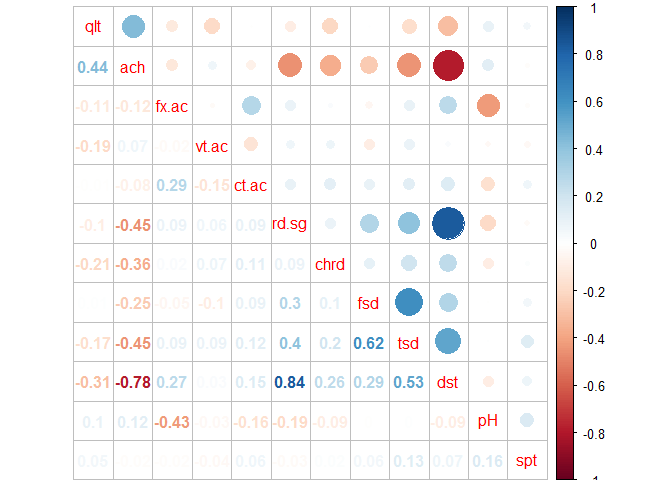 qlt 1
0.44 ach 0.8
-0.11 -0.12 fx.ac 0.6
-0.19 0.07 vt.ac 0.4
-0.08 0.29 -0.15 ct.ac 0.2
-0.1 -0.45 0.09 0.06 0.09 rd.sg 0
-0.21 -0.36 0.07 0.11 0.09 chrd -0.2
-0.25 -0.1 0.09 0.3 0.1 fsd -0.4
-0.17 -0.45 0.09 0.09 0.12 0.4 0.2 0.62 tsd -0.6
-0.31 -0.78 0.27 0.15 0.84 0.26 0.29 0.53 dst -0.8
0.1 0.12 -0.43 -0.03 -0.16 -0.19 -0.09 -0.09 pH
0.05 -0.04 0.06 0.06 0.13 0.07 0.16 spt -1